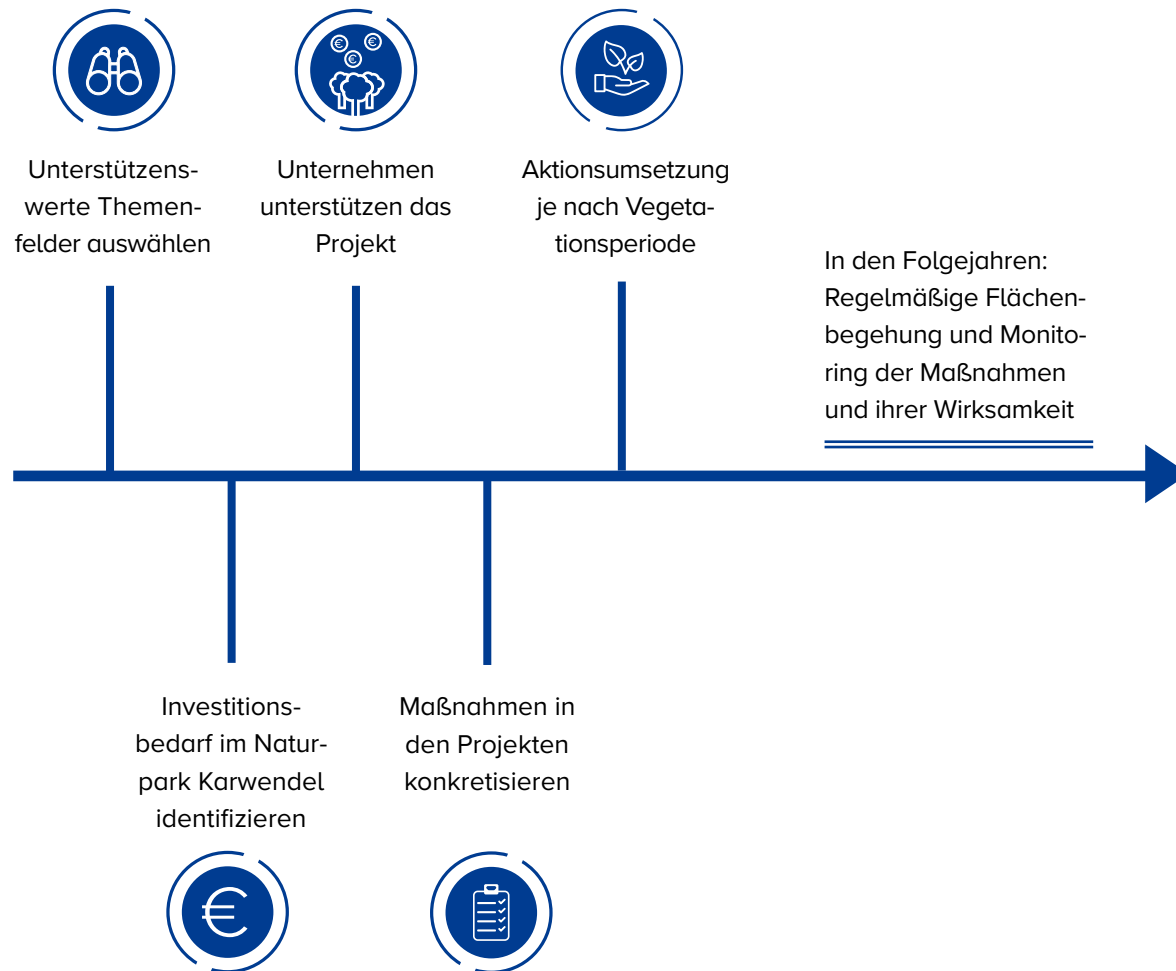 Unterstützens-
werte Themen-
felder auswählen
Unternehmen
unterstützen das
Projekt
Aktionsumsetzung
je nach Vegeta-
tionsperiode
In den Folgejahren:
Regelmäßige Flächen-
begehung und Monito-
ring der Maßnahmen
und ihrer Wirksamkeit
Investitions-
bedarf im Natur-
park Karwendel
identifizieren
Maßnahmen in
den Projekten
konkretisieren